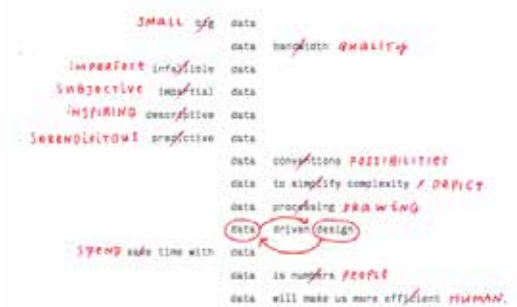 SMALL big data
data bandwidth QUALITY
IMPERFECT infallible data
SUBJECTIVE impartial data
INSPIRING descriptive data
SERENDIPITOUS predictive data
data conventions POSSIBILITIES
data to simplify complexity / DEPICT
data processing DRAWING
data driven design
SPEND save time with data
data is numbers PEOPLE
data will make us more efficient HUMAN.